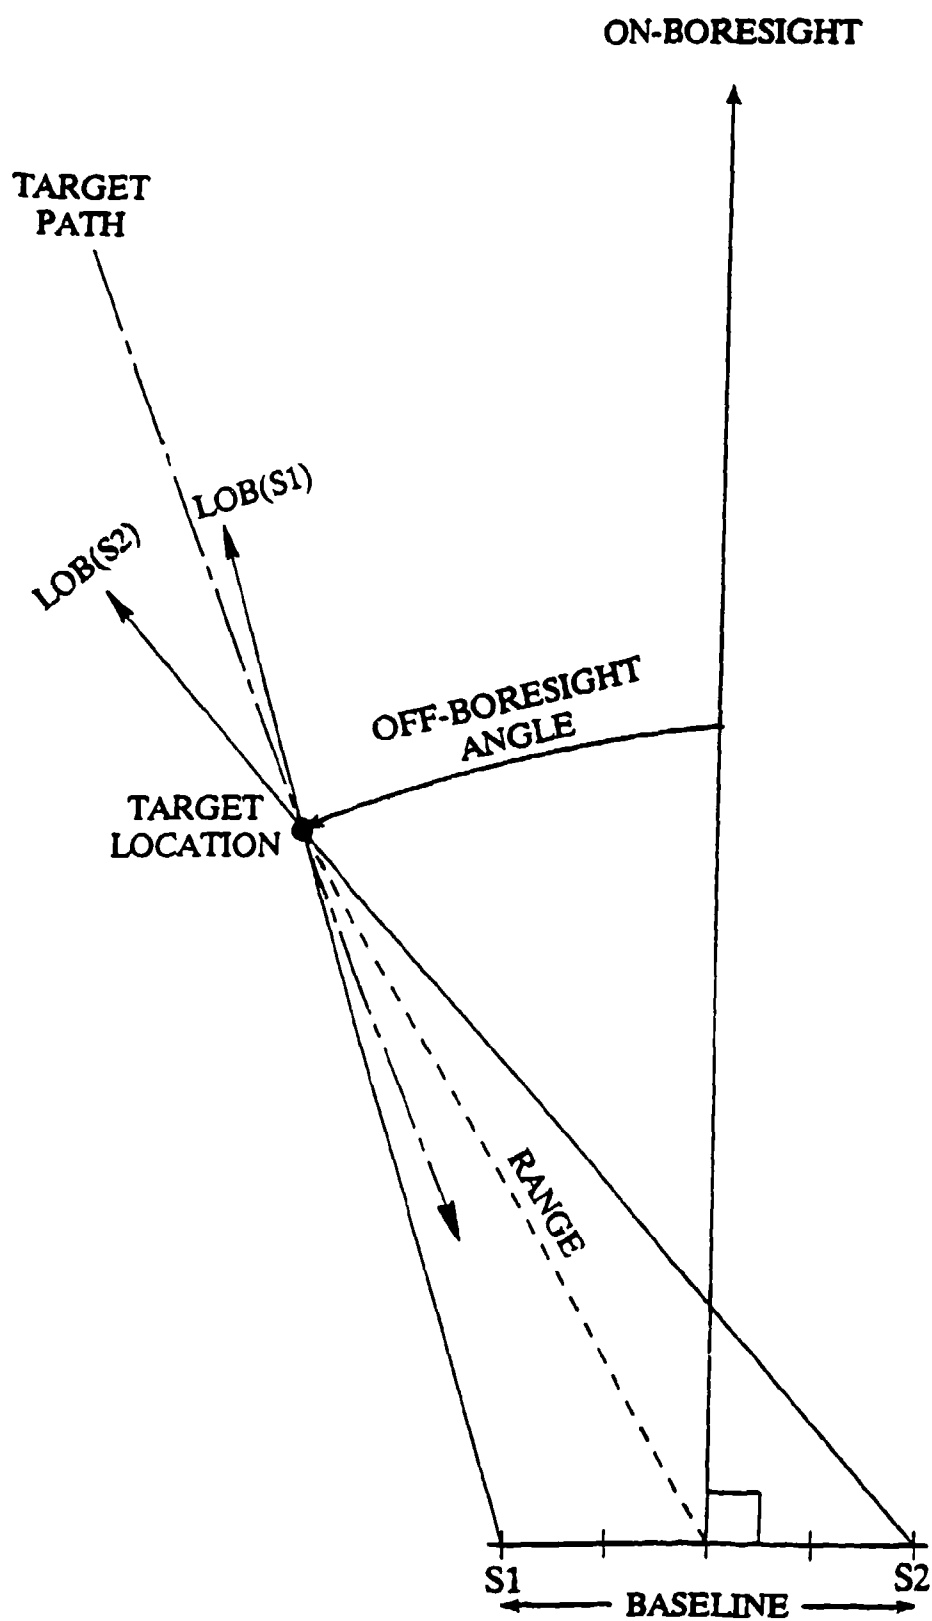 ON-BORESIGHT
TARGET
PATH
LOB(S1)
LOB(S2)
OFF-BORESIGHT
ANGLE
TARGET
LOCATION
RANGE
S1
S2
BASELINE